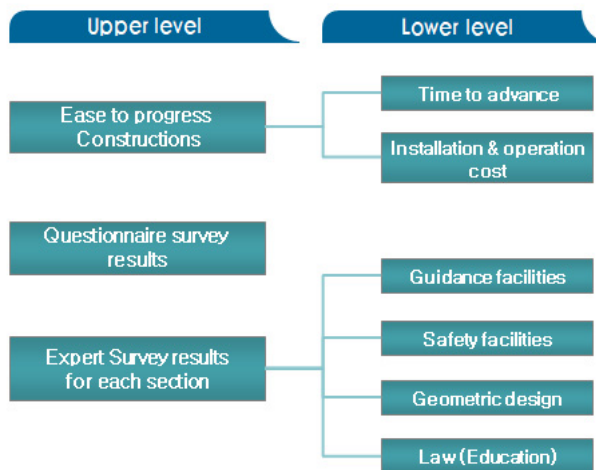 Upper level
Lower level
Ease to progress
Constructions
Time to advance
Installation & operation
cost
Questionnaire survey
results
Expert Survey results
for each section
Guidance facilities
Safety facilities
Geometric design
Law(Education)